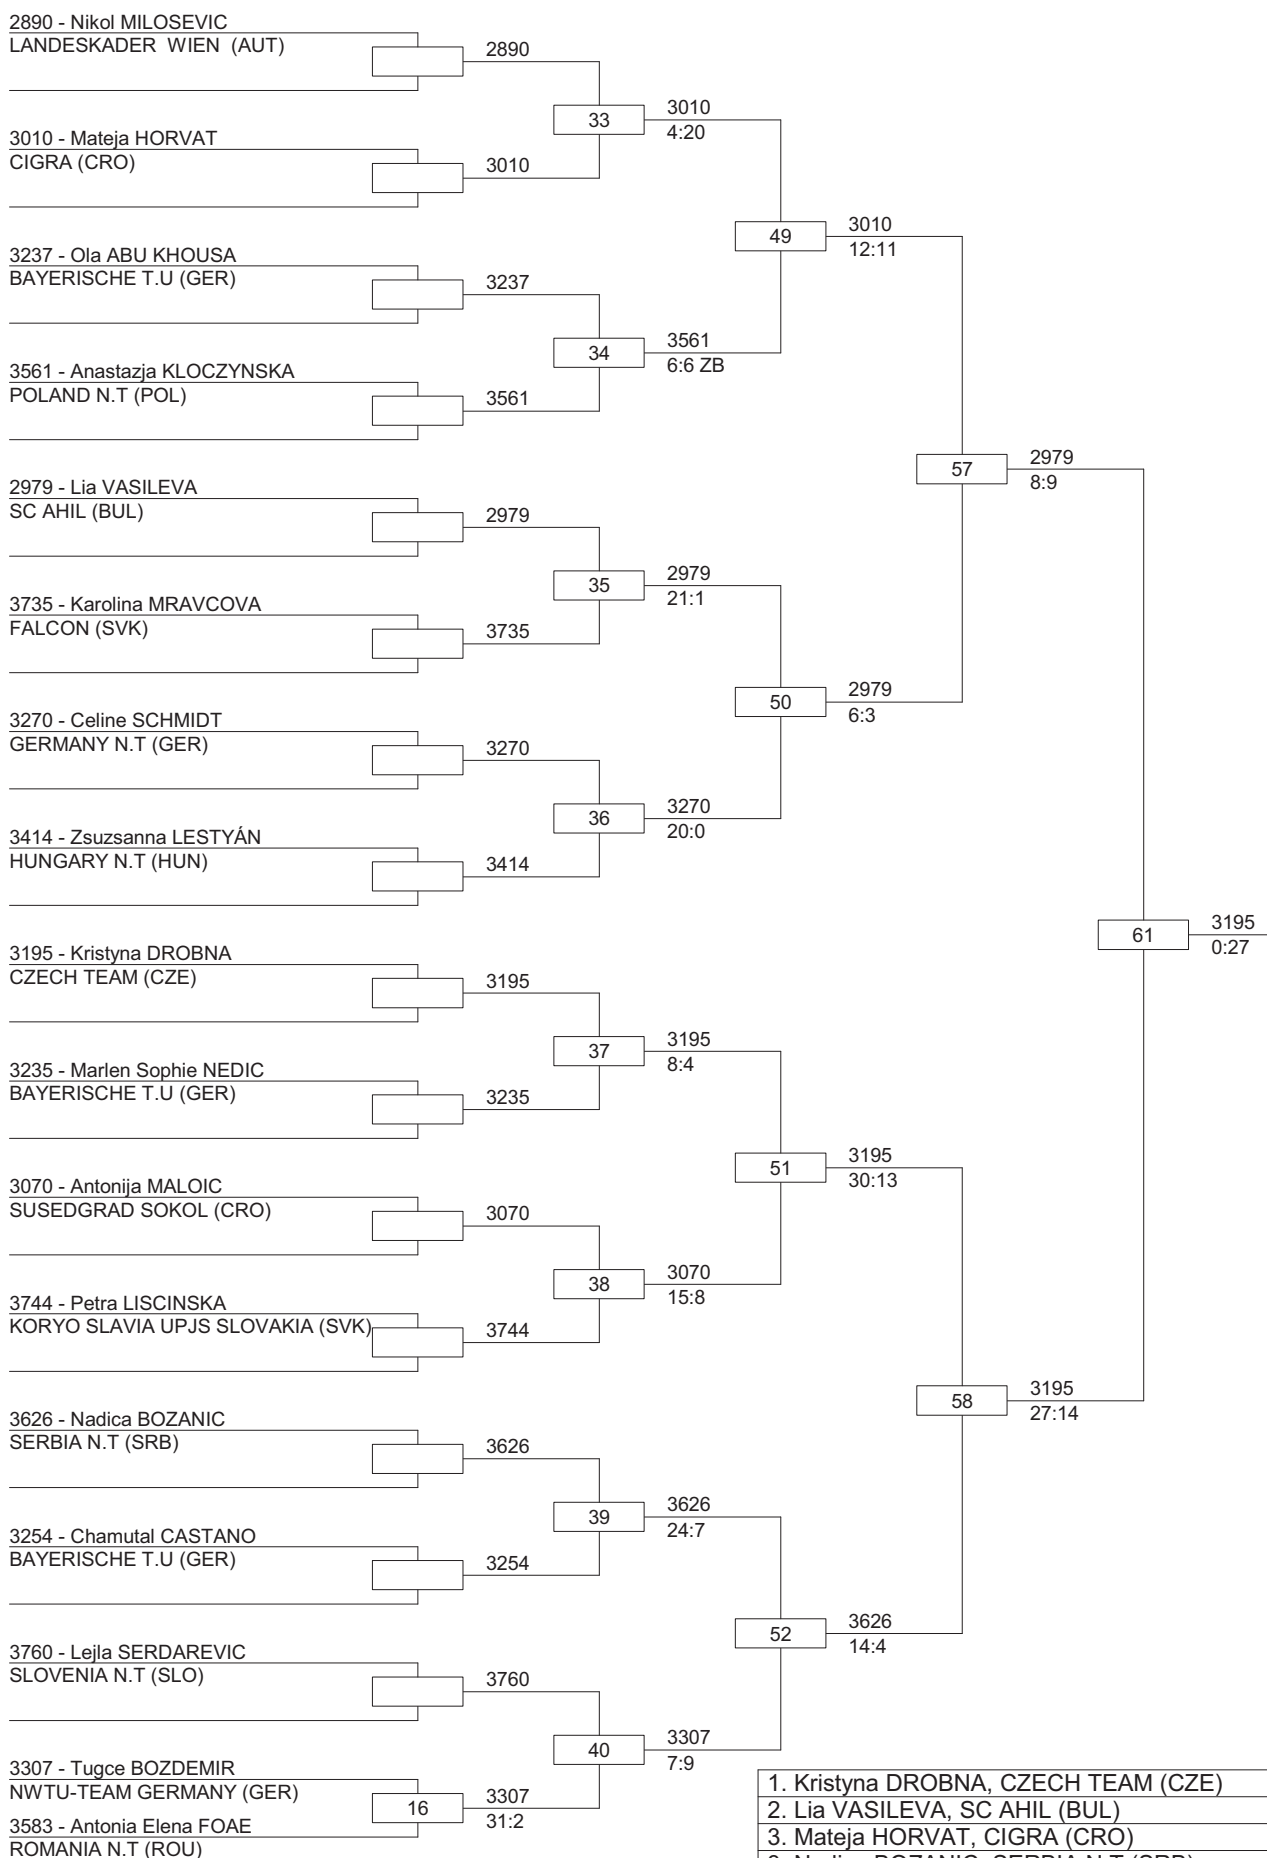 2890 - Nikol MILOSEVIC
LANDESKADER WIEN (AUT)
2890
33
3010
4:20
3010 - Mateja HORVAT
CIGRA (CRO)
3010
49
3010
12:11
3237 - Ola ABU KHOUSA
BAYERISCHE T.U (GER)
3237
34
3561
6:6 ZB
3561 - Anastazja KLOCZYNSKA
POLAND N.T (POL)
3561
57
2979
8:9
2979 - Lia VASILEVA
SC AHIL (BUL)
2979
35
2979
21:1
3735 - Karolina MRAVCOVA
FALCON (SVK)
3735
50
2979
6:3
3270 - Celine SCHMIDT
GERMANY N.T (GER)
3270
36
3270
20:0
3414 - Zsuzsanna LESTYÁN
HUNGARY N.T (HUN)
3414
61
3195
0:27
3195 - Kristyna DROBNA
CZECH TEAM (CZE)
3195
37
3195
8:4
3235 - Marlen Sophie NEDIC
BAYERISCHE T.U (GER)
3235
51
3195
30:13
3070 - Antonija MALOIC
SUSEDGRAD SOKOL (CRO)
3070
38
3070
15:8
3744 - Petra LISCINSKA
KORYO SLAVIA UPJS SLOVAKIA (SVK)
3744
58
3195
27:14
3626 - Nadica BOZANIC
SERBIA N.T (SRB)
3626
39
3626
24:7
3254 - Chamutal CASTANO
BAYERISCHE T.U (GER)
3254
52
3626
14:4
3760 - Lejla SERDAREVIC
SLOVENIA N.T (SLO)
3760
40
3307
7:9
3307 - Tugce BOZDEMIR
NWTU-TEAM GERMANY (GER)
16
3307
31:2
3583 - Antonia Elena FOAE
ROMANIA N.T (ROU)
1. Kristyna DROBNA, CZECH TEAM (CZE)
2. Lia VASILEVA, SC AHIL (BUL)
3. Mateja HORVAT, CIGRA (CRO)
3. Nadica BOZANIC, SERBIA N.T (SRB)